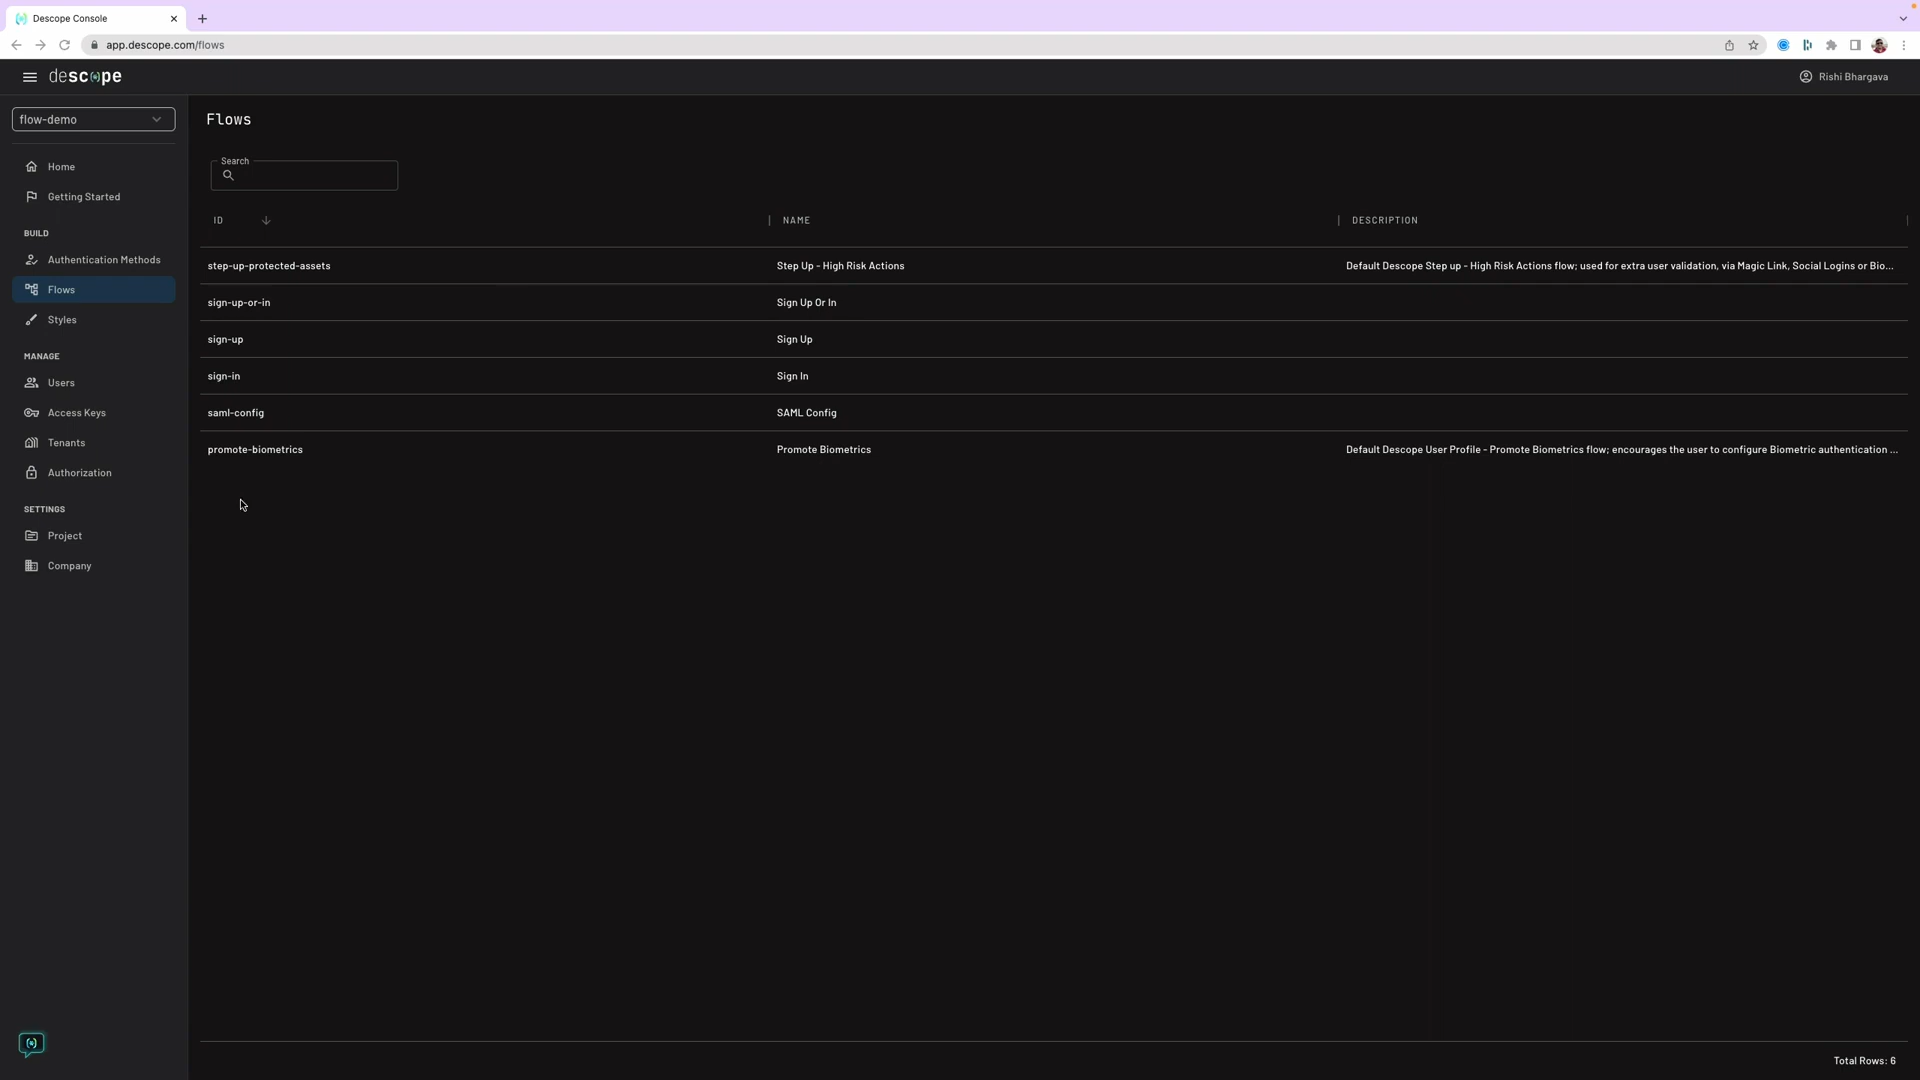 Descope Console
app.descope.com/flows
descope
Rishi Bhargava
flow-demo
Flows
Home
Getting Started
BUILD
Authentication Methods
Flows
Styles
MANAGE
Users
Access Keys
Tenants
Authorization
SETTINGS
Project
Company
Search
ID NAME DESCRIPTION
step-up-protected-assets Step Up - High Risk Actions Default Descope Step up - High Risk Actions flow; used for extra user validation, via Magic Link, Social Logins or Bio...
sign-up-or-in Sign Up Or In
sign-up Sign Up
sign-in Sign In
saml-config SAML Config
promote-biometrics Promote Biometrics Default Descope User Profile - Promote Biometrics flow; encourages the user to configure Biometric authentication ...
Total Rows: 6